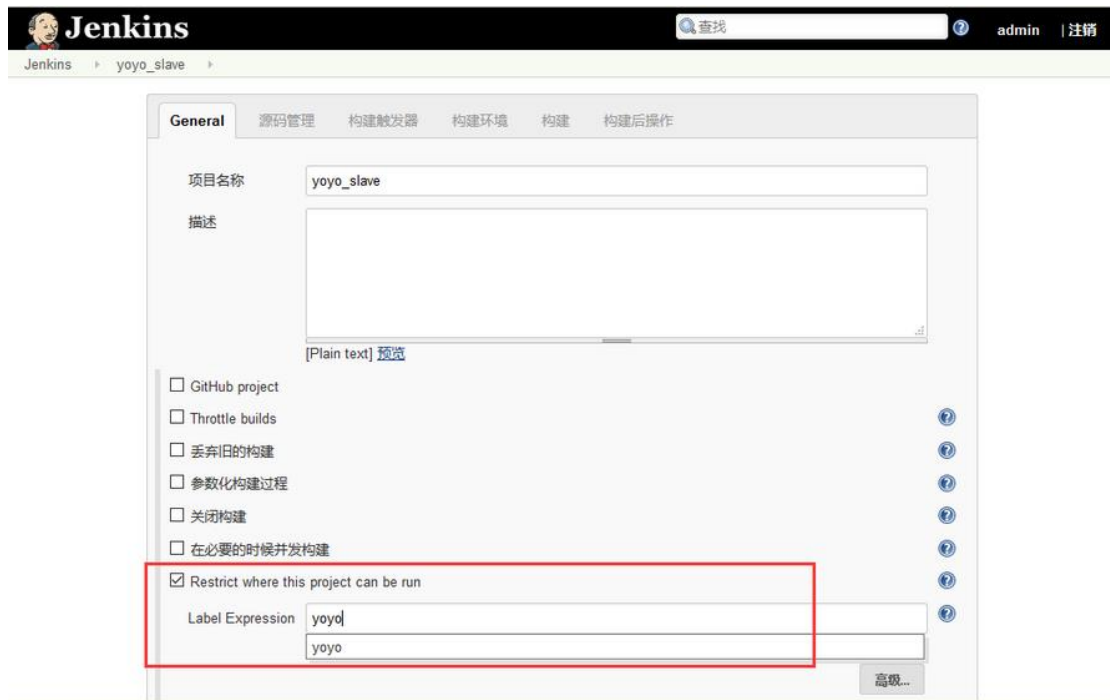 Jenkins 查找 admin | 注销
Jenkins yoyo_slave
General 源码管理 构建触发器 构建环境 构建 构建后操作
项目名称 yoyo_slave
描述
[Plain text] 预览
GitHub project
Throttle builds
丢弃旧的构建
参数化构建过程
关闭构建
在必要的时候并发构建
Restrict where this project can be run
Label Expression yoyo
yoyo
高级...